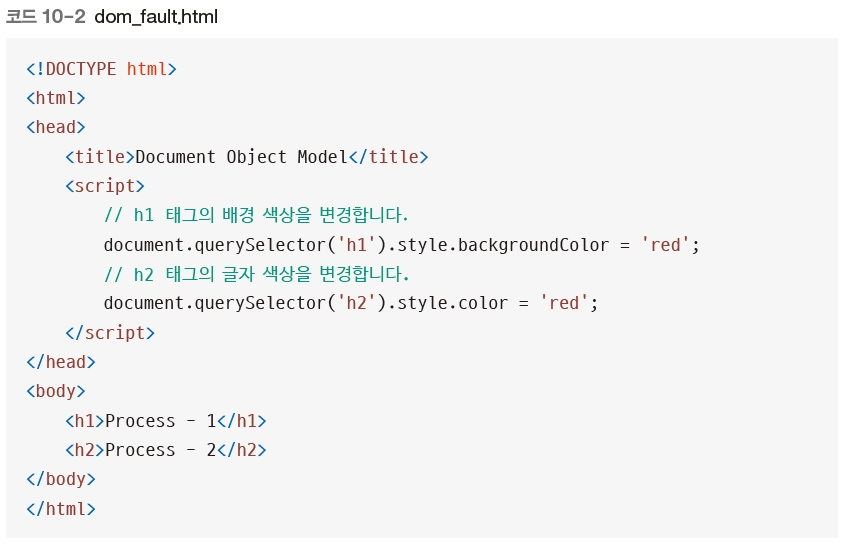 코드 10-2 dom_fault.html
<!DOCTYPE html>
<html>
<head>
    <title>Document Object Model</title>
    <script>
        // h1 태그의 배경 색상을 변경합니다.
        document.querySelector('h1').style.backgroundColor = 'red';
        // h2 태그의 글자 색상을 변경합니다.
        document.querySelector('h2').style.color = 'red';
    </script>
</head>
<body>
    <h1>Process - 1</h1>
    <h2>Process - 2</h2>
</body>
</html>